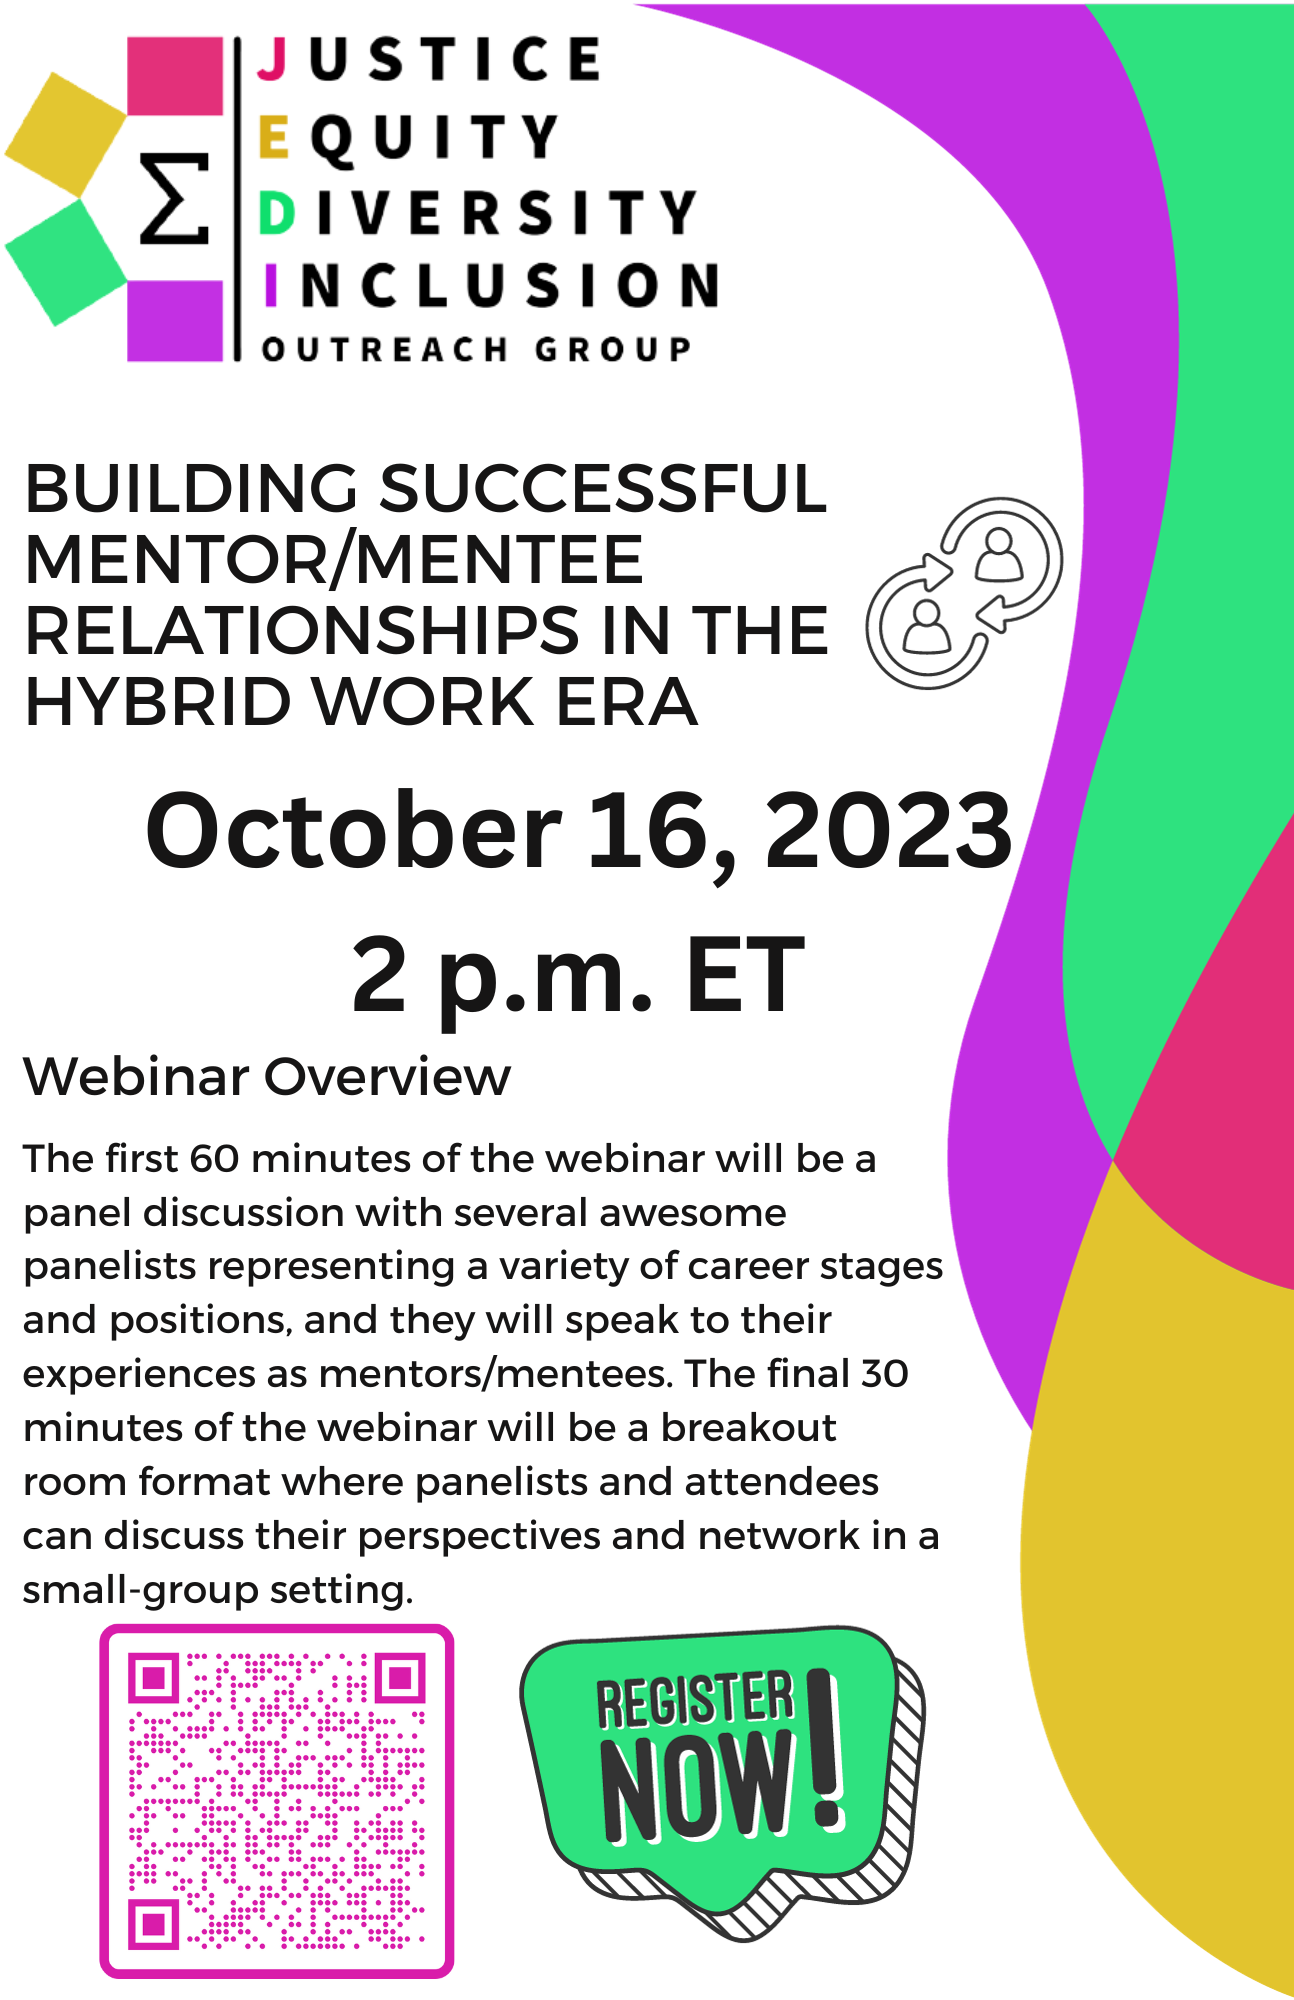 JUSTICE
EQUITY
DIVERSITY
INCLUSION
OUTREACH GROUP
Σ
BUILDING SUCCESSFUL
MENTOR/MENTEE
RELATIONSHIPS IN THE
HYBRID WORK ERA
October 16, 2023
2 p.m. ET
Webinar Overview
The first 60 minutes of the webinar will be a
panel discussion with several awesome
panelists representing a variety of career stages
and positions, and they will speak to their
experiences as mentors/mentees. The final 30
minutes of the webinar will be a breakout
room format where panelists and attendees
can discuss their perspectives and network in a
small-group setting.
REGISTER
NOW!